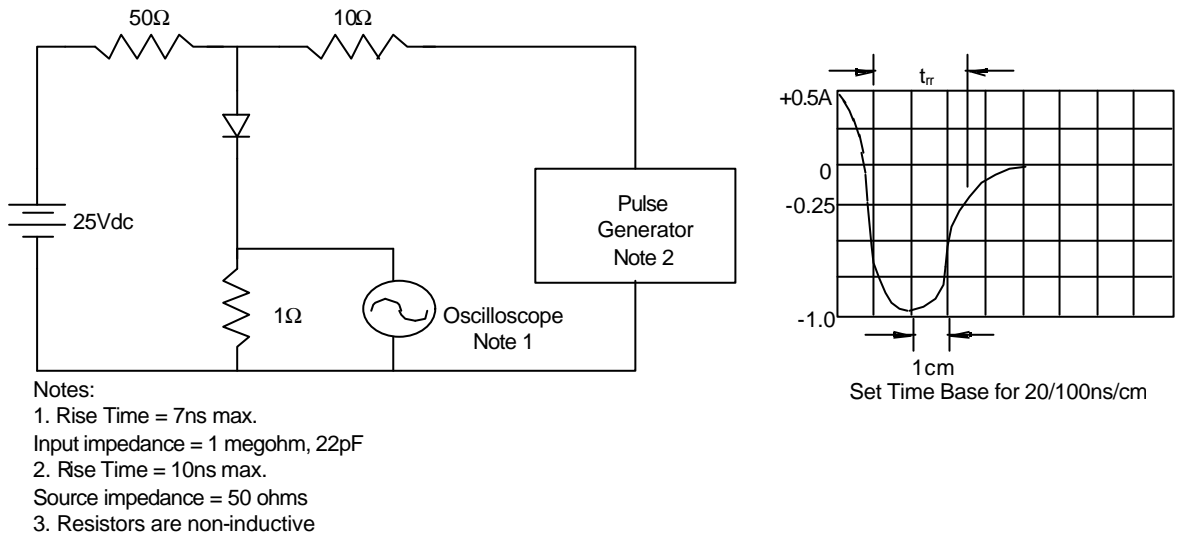 50Ω
10Ω
25Vdc
1Ω
Oscilloscope
Note 1
Pulse
Generator
Note 2
trr
+0.5A
0
-0.25
-1.0
1cm
Set Time Base for 20/100ns/cm
Notes:
1. Rise Time = 7ns max.
Input impedance = 1 megohm, 22pF
2. Rise Time = 10ns max.
Source impedance = 50 ohms
3. Resistors are non-inductive